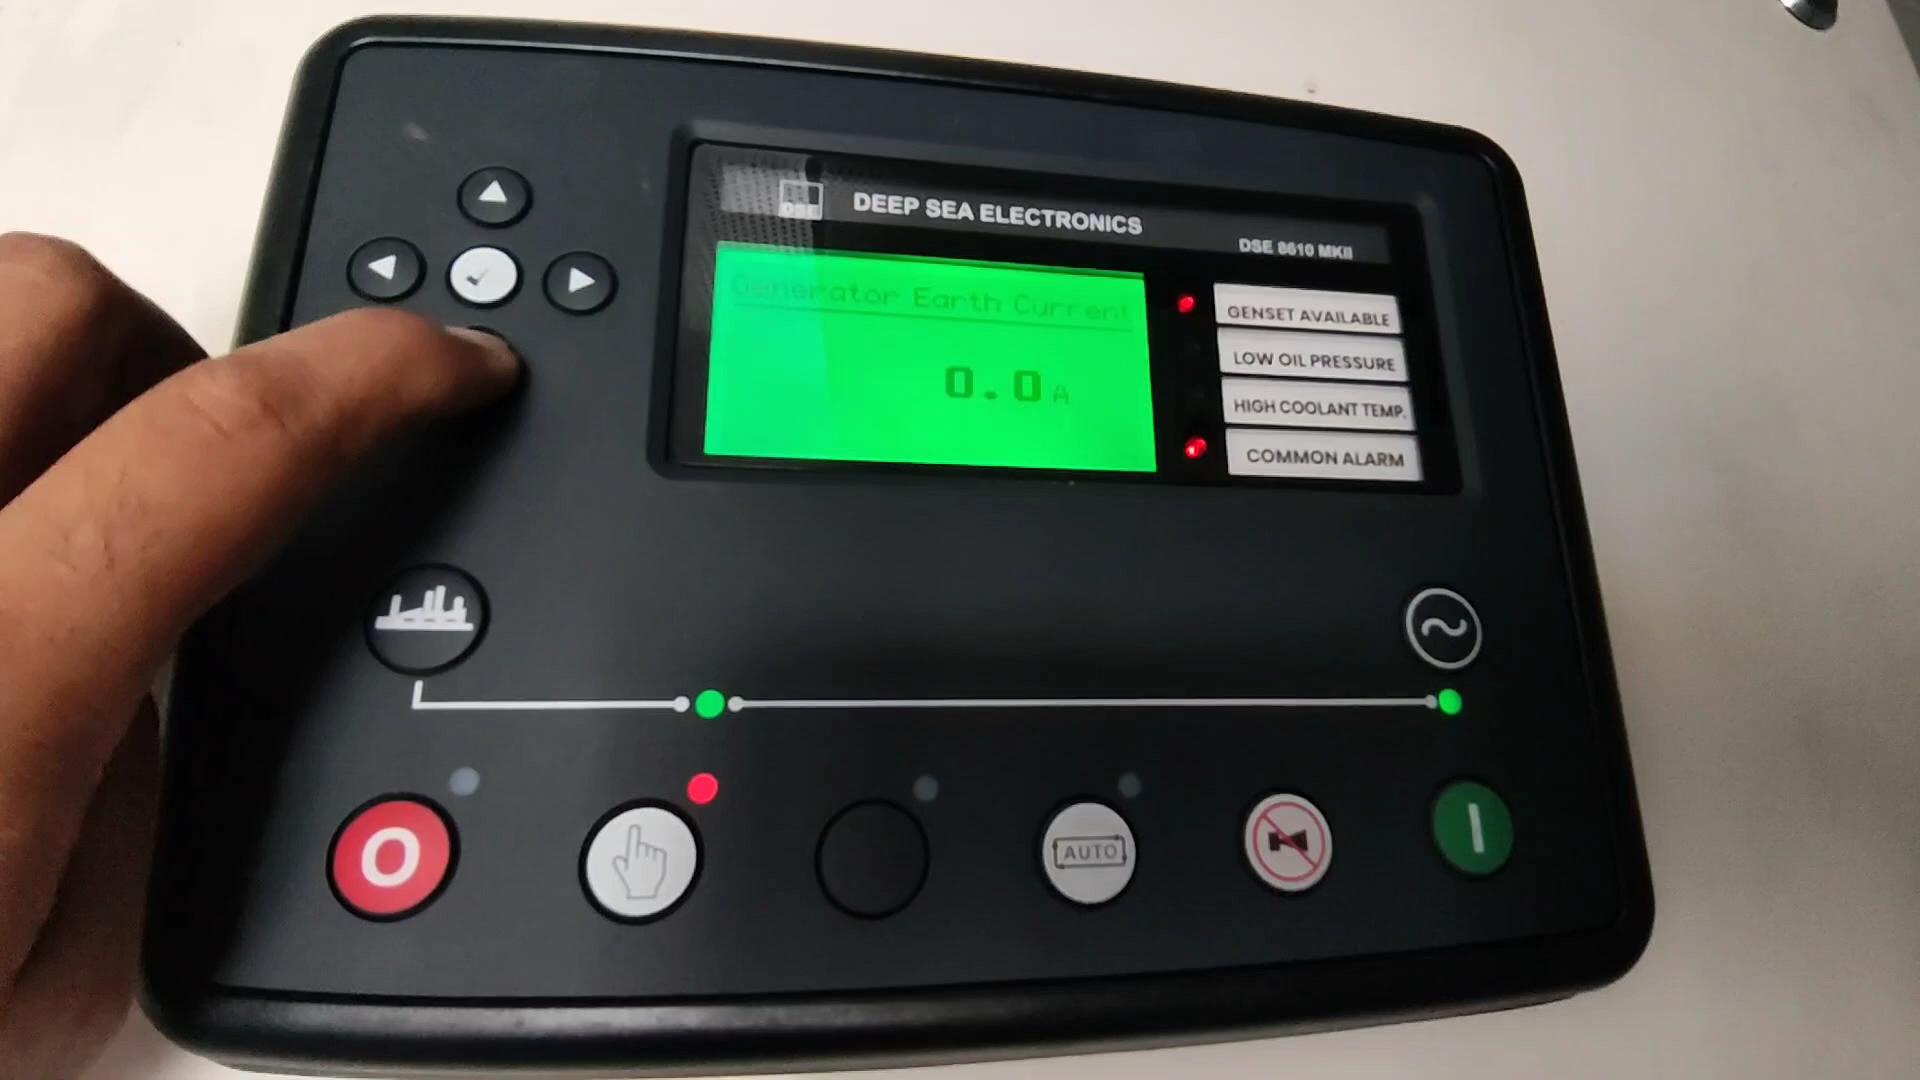 DSE
DEEP SEA ELECTRONICS
DSE 8610 MKII
Generator Earth Current
0.0 A
GENSET AVAILABLE
LOW OIL PRESSURE
HIGH COOLANT TEMP.
COMMON ALARM
O
AUTO
I